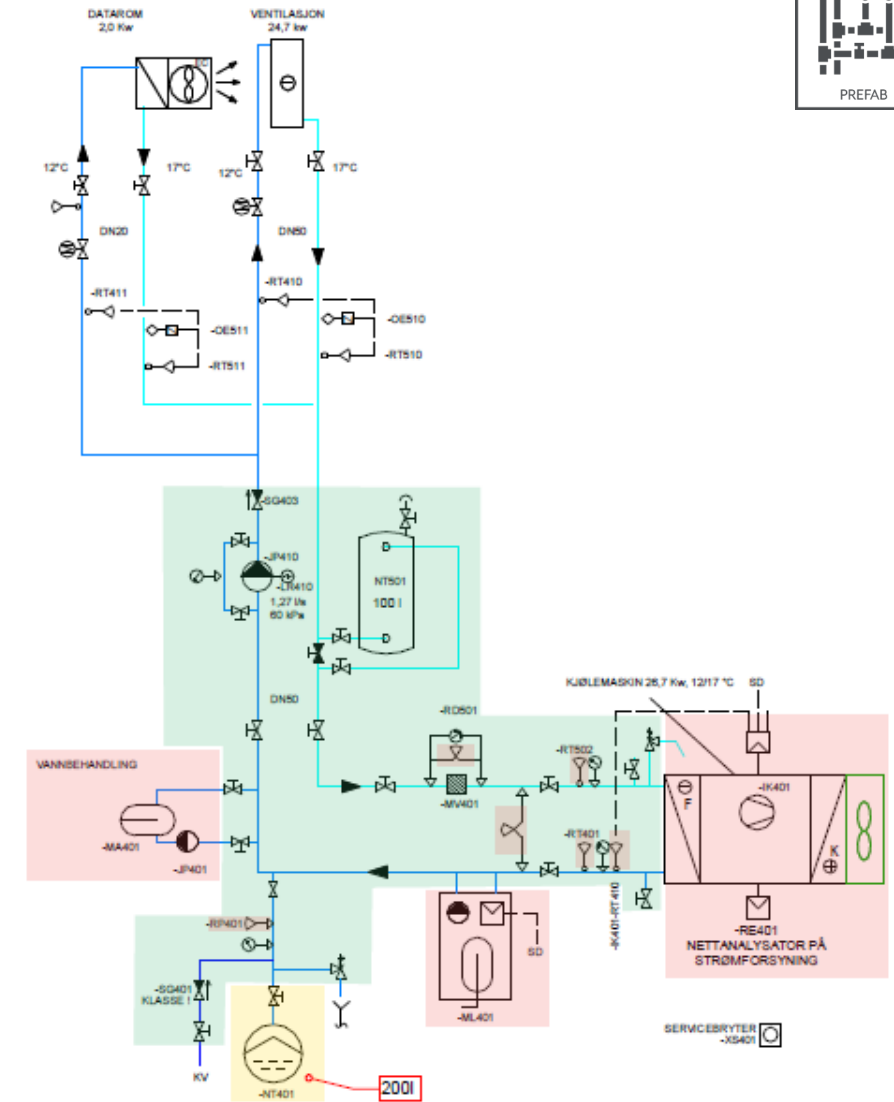 DATAROM
2,0 Kw
VENTILASJON
24,7 kw
PREFAB
EC
12°C
17°C
12°C
17°C
DN20
DN50
-RT411
-RT410
-OE511
-OE510
-RT511
-RT510
-SG403
-JP410
-LR410
1,27 l/s
60 kPa
NT501
100 l
DN50
KJØLEMASKIN 26,7 Kw, 12/17 °C
SD
-RD501
-RT502
VANNBEHANDLING
-MV401
-IK401
F
-MA401
-JP401
-RT401
K
-IK401-RT410
-RP401
-RE401
NETTANALYSATOR PÅ
STRØMFORSYNING
SD
-SG401
KLASSE !
-ML401
SERVICEBRYTER
-XS401
KV
-NT401
200l